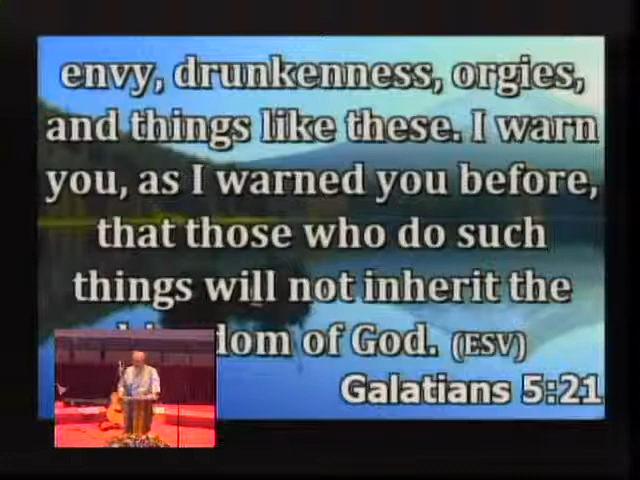 envy, drunkenness, orgies,
and things like these. I warn
you, as I warned you before,
that those who do such
things will not inherit the
dom of God. (ESV)
Galatians 5:21